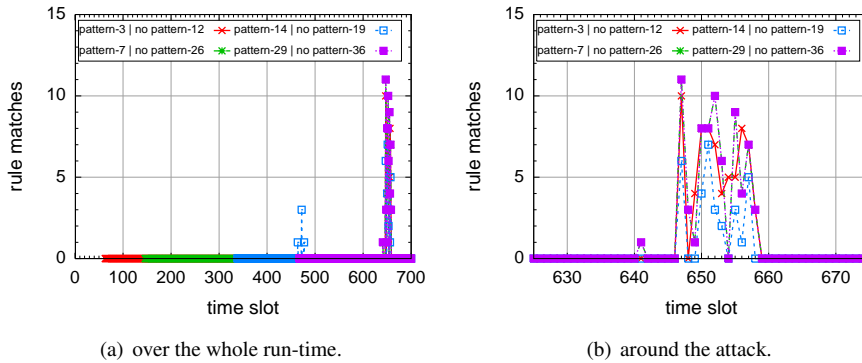 15
10
5
0
0 100 200 300 400 500 600 700
rule matches
time slot
pattern-3 | no pattern-12
pattern-7 | no pattern-26
pattern-14 | no pattern-19
pattern-29 | no pattern-36
(a) over the whole run-time.
15
10
5
0
630 640 650 660 670
rule matches
time slot
pattern-3 | no pattern-12
pattern-7 | no pattern-26
pattern-14 | no pattern-19
pattern-29 | no pattern-36
(b) around the attack.